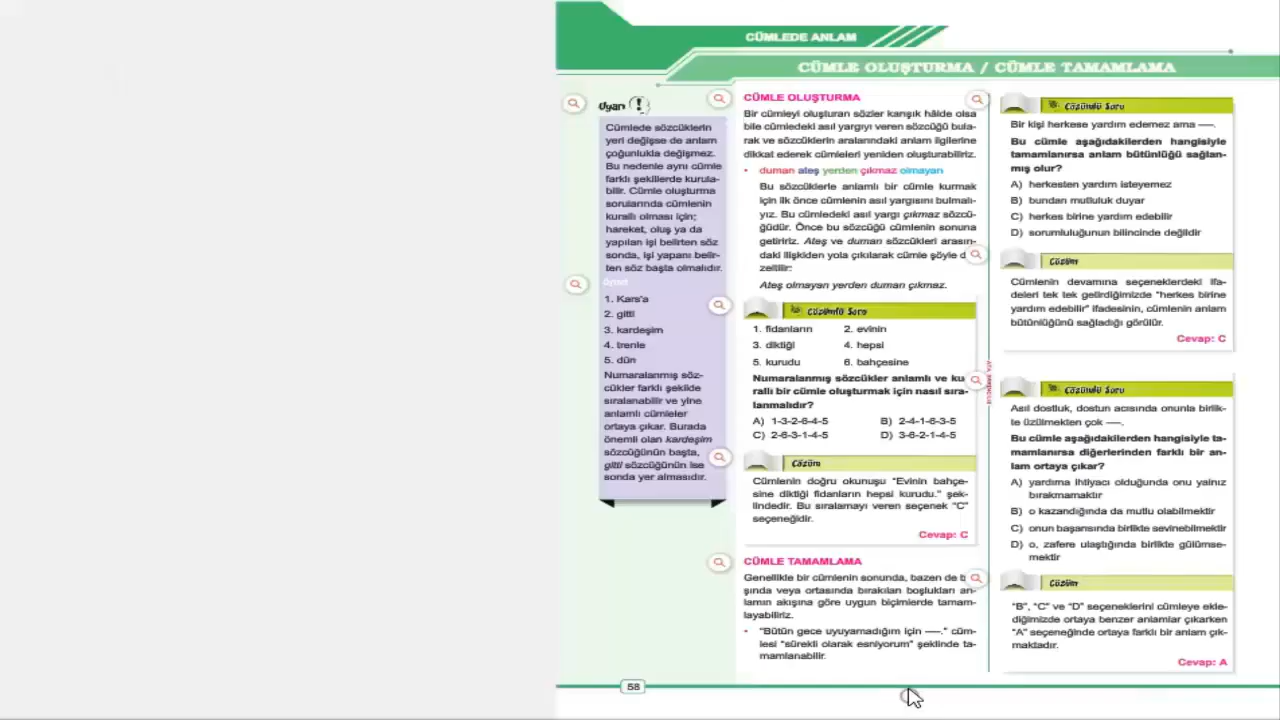 CÜMLEDE ANLAM
CÜMLE OLUŞTURMA / CÜMLE TAMAMLAMA
Uyarı
Cümlede sözcüklerin
yeri değişse de anlam
çoğunlukla değişmez.
Bu nedenle aynı cümle
farklı şekillerde kurula-
bilir. Cümle oluşturma
sorularında cümlenin
kurallı olması için;
hareket, oluş ya da
yapılan işi belirten söz
sonda, işi yapanı belir-
ten söz başta olmalıdır.
Örnek
1. Kars'a
2. gitti
3. kardeşim
4. trenle
5. dün
Numaralanmış söz-
cükler farklı şekilde
sıralanabilir ve yine
anlamlı cümleler
ortaya çıkar. Burada
önemli olan kardeşim
sözcüğünün başta,
gitti sözcüğünün ise
sonda yer almasıdır.
CÜMLE OLUŞTURMA
Bir cümleyi oluşturan sözler karışık hâlde olsa
bile cümledeki asıl yargıyı veren sözcüğü bula-
rak ve sözcüklerin aralarındaki anlam ilgilerine
dikkat ederek cümleleri yeniden oluşturabiliriz.
• duman ateş yerden çıkmaz olmayan
Bu sözcüklerle anlamlı bir cümle kurmak
için ilk önce cümlenin asıl yargısını bulmalı-
yız. Bu cümledeki asıl yargı çıkmaz sözcü-
ğüdür. Önce bu sözcüğü cümlenin sonuna
getiririz. Ateş ve duman sözcükleri arasın-
daki ilişkiden yola çıkılarak cümle şöyle d
zeltilir:
Ateş olmayan yerden duman çıkmaz.
Çözümlü Soru
1. fidanların 2. evinin
3. diktiği 4. hepsi
5. kurudu 6. bahçesine
Numaralanmış sözcükler anlamlı ve ku-
rallı bir cümle oluşturmak için nasıl sıra-
lanmalıdır?
A) 1-3-2-6-4-5 B) 2-4-1-6-3-5
C) 2-6-3-1-4-5 D) 3-6-2-1-4-5
Çözüm
Cümlenin doğru okunuşu "Evinin bahçe-
sine diktiği fidanların hepsi kurudu." şek-
lindedir. Bu sıralamayı veren seçenek "C"
seçeneğidir.
Cevap: C
CÜMLE TAMAMLAMA
Genellikle bir cümlenin sonunda, bazen de b
şında veya ortasında bırakılan boşlukları an-
lamın akışına göre uygun biçimlerde tamam-
layabiliriz.
• "Bütün gece uyuyamadığım için ----." cüm-
lesi "sürekli olarak esniyorum" şeklinde ta-
mamlanabilir.
Çözümlü Soru
Bir kişi herkese yardım edemez ama ----.
Bu cümle aşağıdakilerden hangisiyle
tamamlanırsa anlam bütünlüğü sağlan-
mış olur?
A) herkesten yardım isteyemez
B) bundan mutluluk duyar
C) herkes birine yardım edebilir
D) sorumluluğunun bilincinde değildir
Çözüm
Cümlenin devamına seçeneklerdeki ifa-
deleri tek tek getirdiğimizde "herkes birine
yardım edebilir" ifadesinin, cümlenin anlam
bütünlüğünü sağladığı görülür.
Cevap: C
Çözümlü Soru
Asıl dostluk, dostun acısında onunla birlik-
te üzülmekten çok ----.
Bu cümle aşağıdakilerden hangisiyle ta-
mamlanırsa diğerlerinden farklı bir an-
lam ortaya çıkar?
A) yardıma ihtiyacı olduğunda onu yalnız
bırakmamaktır
B) o kazandığında da mutlu olabilmektir
C) onun başarısında birlikte sevinebilmektir
D) o, zafere ulaştığında birlikte gülümse-
mektir
Çözüm
"B", "C" ve "D" seçeneklerini cümleye ekle-
diğimizde ortaya benzer anlamlar çıkarken
"A" seçeneğinde ortaya farklı bir anlam çık-
maktadır.
Cevap: A
58